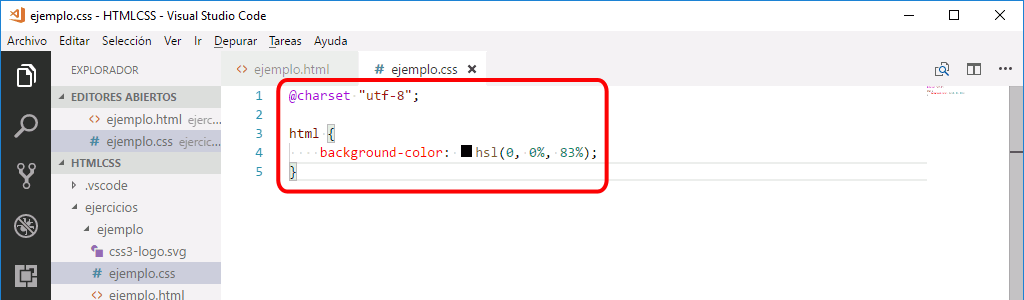 ejemplo.css - HTMLCSS - Visual Studio Code
Archivo Editar Selección Ver Ir Depurar Tareas Ayuda
EXPLORADOR
EDITORES ABIERTOS
<> ejemplo.html ejerc...
# ejemplo.css ejercic...
HTMLCSS
.vscode
ejercicios
ejemplo
css3-logo.svg
# ejemplo.css
<> ejemplo.html
<> ejemplo.html
# ejemplo.css ×
1 @charset "utf-8";
2
3 html {
4 background-color: hsl(0, 0%, 83%);
5 }